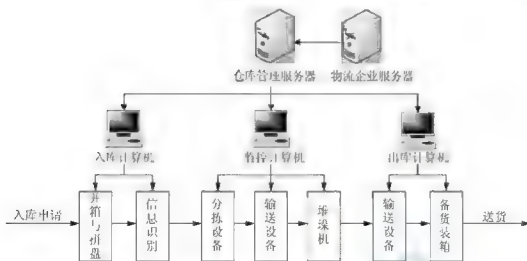 仓库管理服务器 物流企业服务器
入库计算机 监控计算机 出库计算机
入库申请 开箱与拼盘 信息识别 分拣设备 输送设备 堆垛机 输送设备 备货装箱 送货